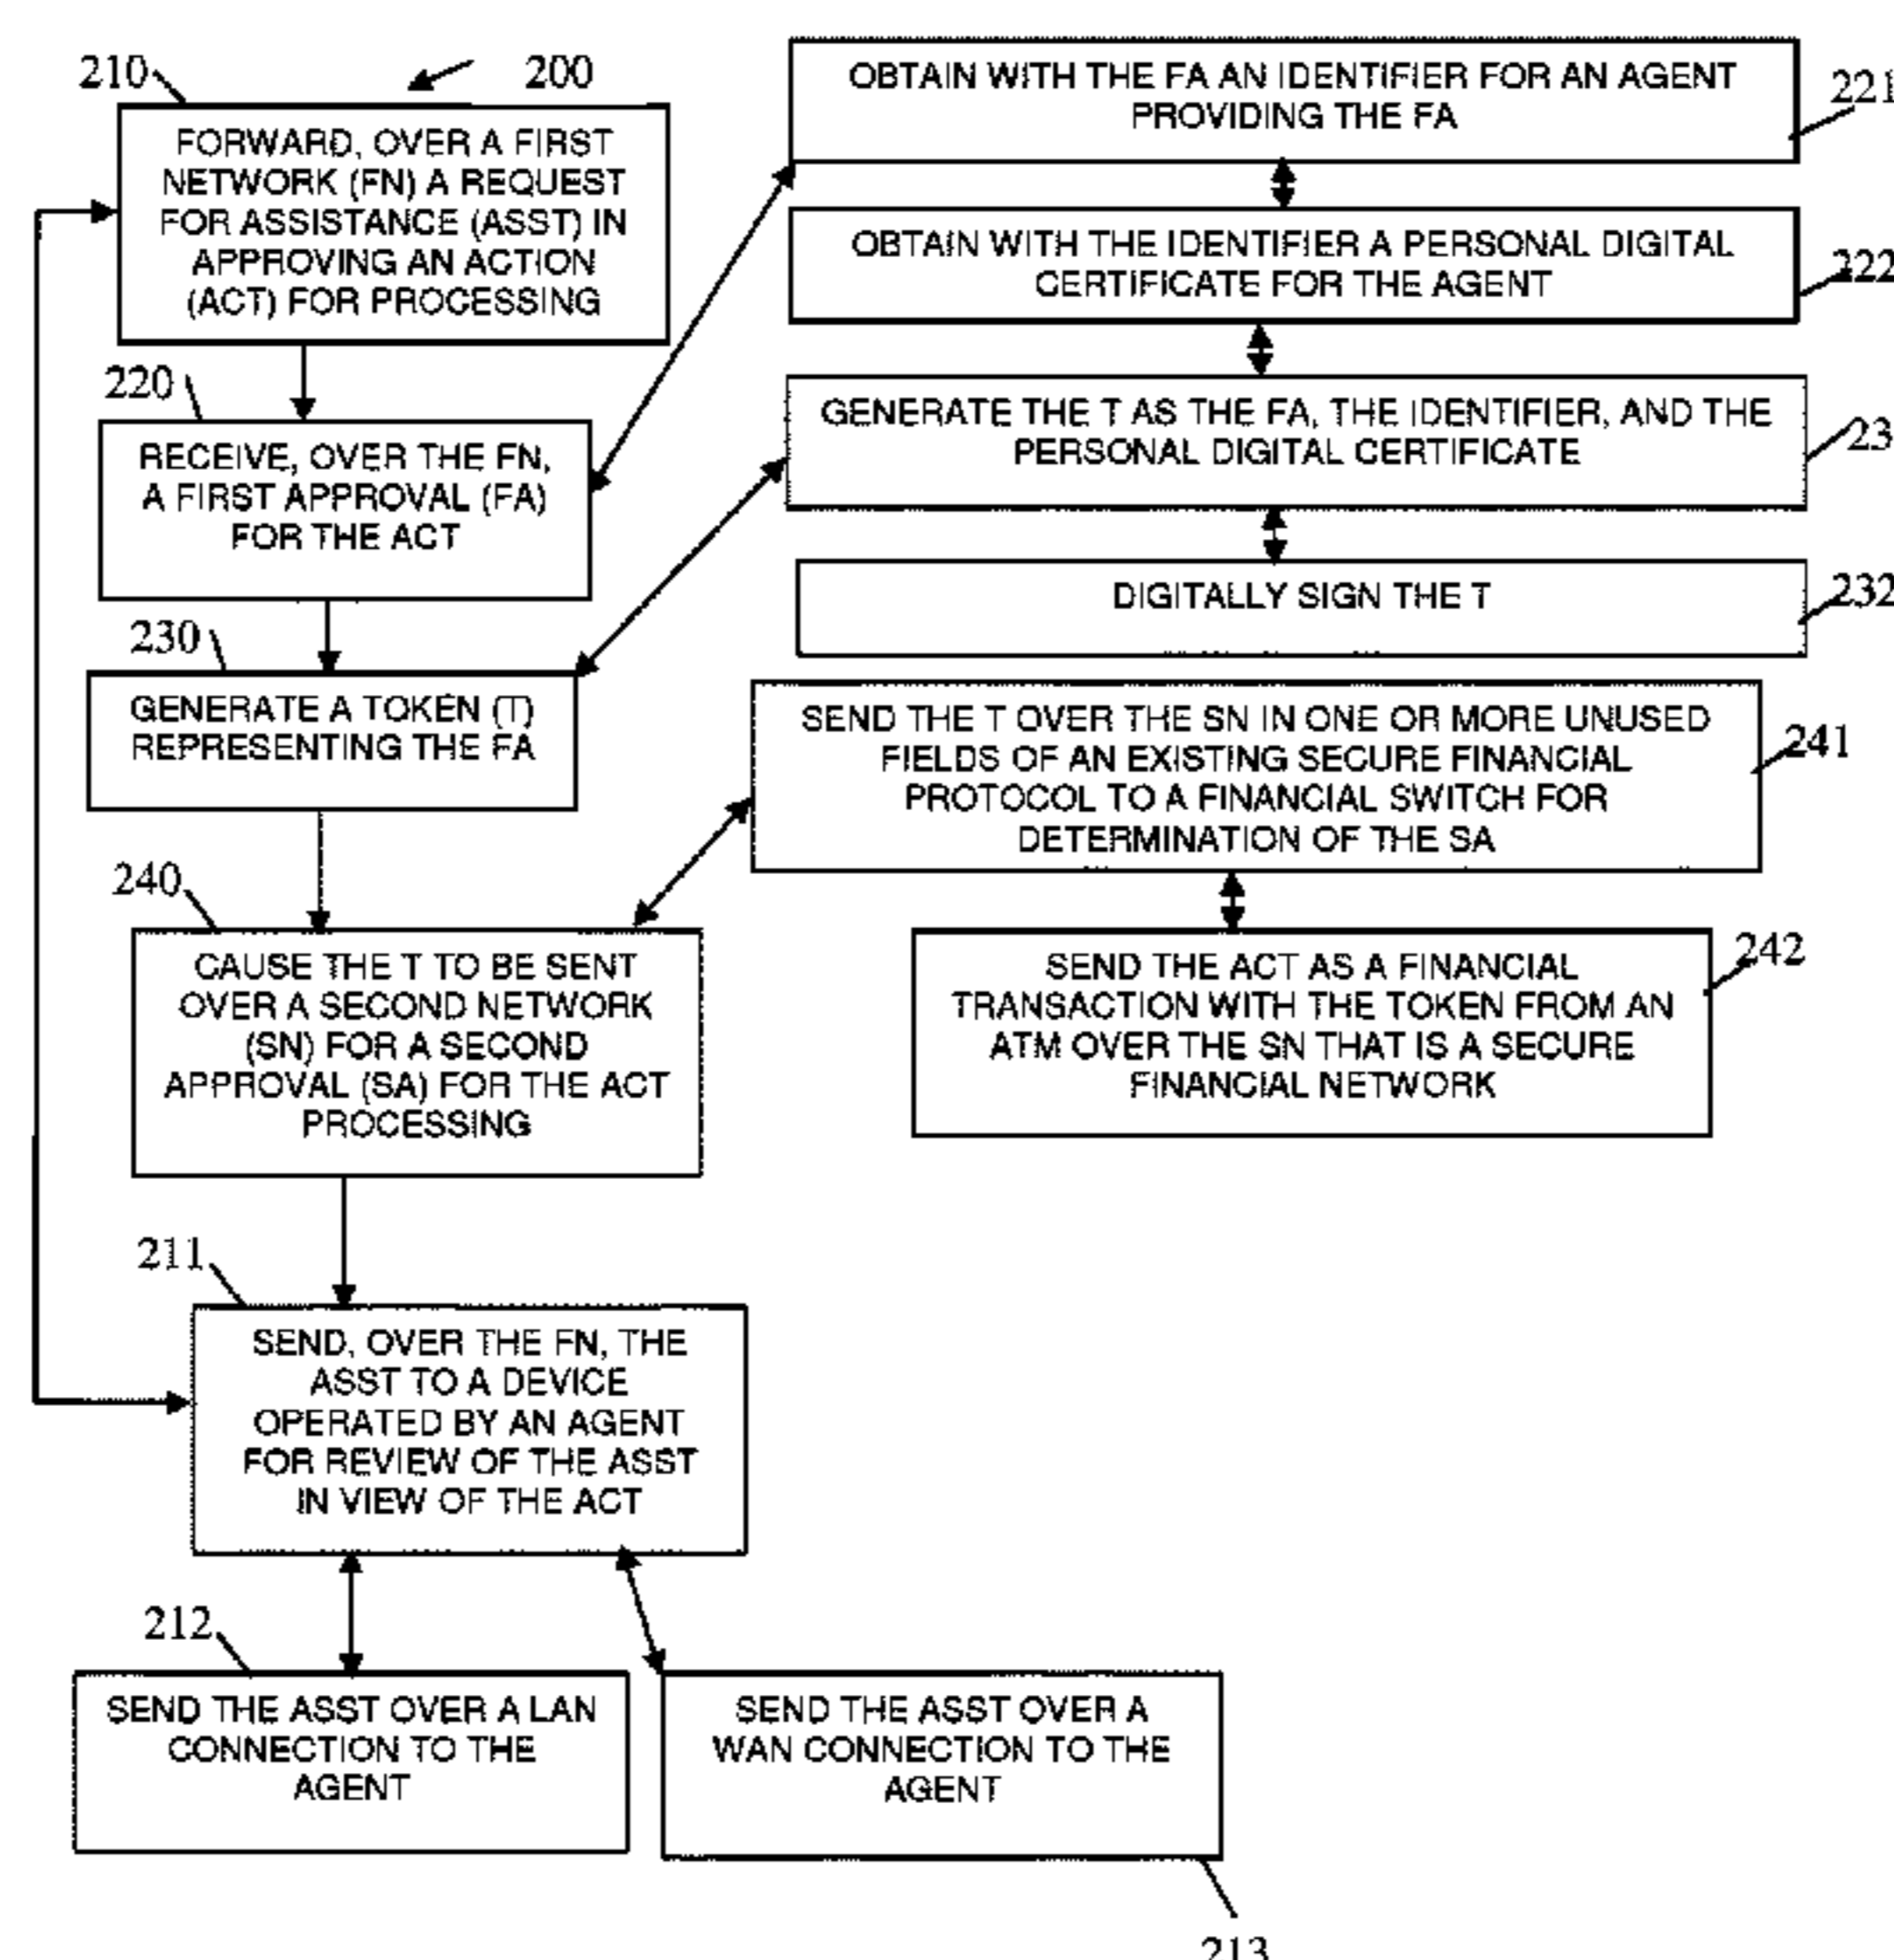 210
200
FORWARD, OVER A FIRST
NETWORK (FN) A REQUEST
FOR ASSISTANCE (ASST) IN
APPROVING AN ACTION
(ACT) FOR PROCESSING
220
RECEIVE, OVER THE FN,
A FIRST APPROVAL (FA)
FOR THE ACT
230
GENERATE A TOKEN (T)
REPRESENTING THE FA
240
CAUSE THE T TO BE SENT
OVER A SECOND NETWORK
(SN) FOR A SECOND
APPROVAL (SA) FOR THE ACT
PROCESSING
211
SEND, OVER THE FN, THE
ASST TO A DEVICE
OPERATED BY AN AGENT
FOR REVIEW OF THE ASST
IN VIEW OF THE ACT
212
SEND THE ASST OVER A LAN
CONNECTION TO THE
AGENT
SEND THE ASST OVER A
WAN CONNECTION TO THE
AGENT
213
OBTAIN WITH THE FA AN IDENTIFIER FOR AN AGENT
PROVIDING THE FA
221
OBTAIN WITH THE IDENTIFIER A PERSONAL DIGITAL
CERTIFICATE FOR THE AGENT
222
GENERATE THE T AS THE FA, THE IDENTIFIER, AND THE
PERSONAL DIGITAL CERTIFICATE
23
DIGITALLY SIGN THE T
232
SEND THE T OVER THE SN IN ONE OR MORE UNUSED
FIELDS OF AN EXISTING SECURE FINANCIAL
PROTOCOL TO A FINANCIAL SWITCH FOR
DETERMINATION OF THE SA
241
SEND THE ACT AS A FINANCIAL
TRANSACTION WITH THE TOKEN FROM AN
ATM OVER THE SN THAT IS A SECURE
FINANCIAL NETWORK
242